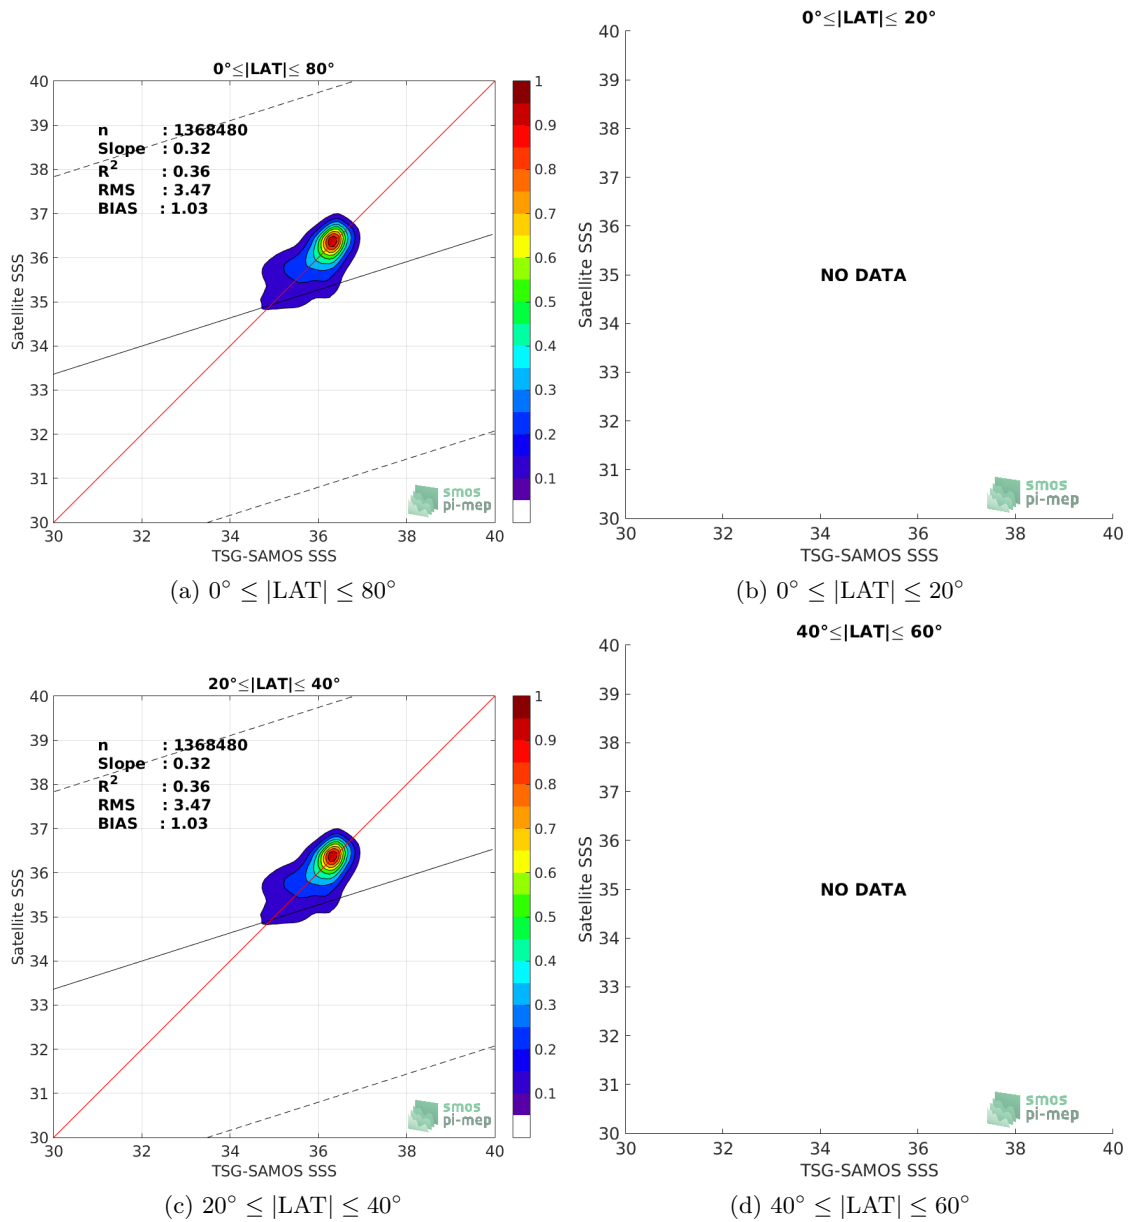 0°≤|LAT|≤ 80°
n : 1368480
Slope : 0.32
R² : 0.36
RMS : 3.47
BIAS : 1.03
Satellite SSS
40
39
38
37
36
35
34
33
32
31
30
30 32 34 36 38 40
TSG-SAMOS SSS
1
0.9
0.8
0.7
0.6
0.5
0.4
0.3
0.2
0.1
smos
pi-mep
(a) 0° ≤ |LAT| ≤ 80°
0°≤|LAT|≤ 20°
Satellite SSS
40
39
38
37
36
35
34
33
32
31
30
NO DATA
smos
pi-mep
30 32 34 36 38 40
TSG-SAMOS SSS
(b) 0° ≤ |LAT| ≤ 20°
20°≤|LAT|≤ 40°
n : 1368480
Slope : 0.32
R² : 0.36
RMS : 3.47
BIAS : 1.03
Satellite SSS
40
39
38
37
36
35
34
33
32
31
30
30 32 34 36 38 40
TSG-SAMOS SSS
1
0.9
0.8
0.7
0.6
0.5
0.4
0.3
0.2
0.1
smos
pi-mep
(c) 20° ≤ |LAT| ≤ 40°
40°≤|LAT|≤ 60°
Satellite SSS
40
39
38
37
36
35
34
33
32
31
30
NO DATA
smos
pi-mep
30 32 34 36 38 40
TSG-SAMOS SSS
(d) 40° ≤ |LAT| ≤ 60°